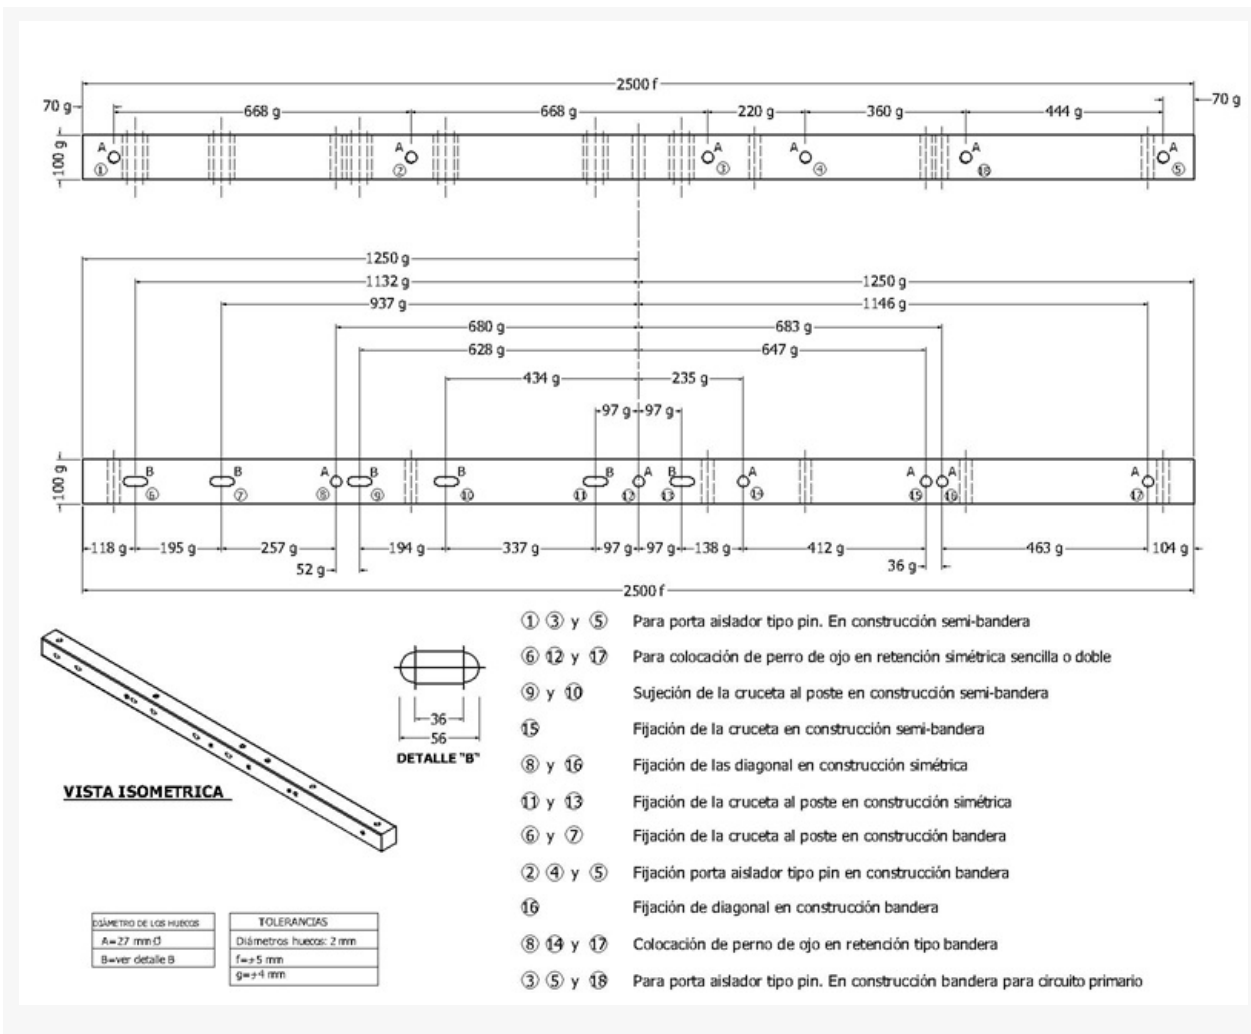 2500 f
70 g
668 g
668 g
220 g
360 g
444 g
70 g
100 g
A
A
A
A
A
A
1
2
3
4
18
5
1250 g
1132 g
1250 g
937 g
1146 g
680 g
683 g
628 g
647 g
434 g
235 g
97 g
97 g
100 g
B
B
A
B
B
B
A
B
A
A
A
A
6
7
8
9
10
11
12
13
14
15
16
17
118 g
195 g
257 g
194 g
337 g
97 g
97 g
138 g
412 g
463 g
104 g
52 g
36 g
2500 f
1 3 y 5 Para porta aislador tipo pin. En construcción semi-bandera
6 12 y 17 Para colocación de perro de ojo en retención simétrica sencilla o doble
9 y 10 Sujeción de la cruceta al poste en construcción semi-bandera
15 Fijación de la cruceta en construcción semi-bandera
8 y 16 Fijación de las diagonal en construcción simétrica
11 y 13 Fijación de la cruceta al poste en construcción simétrica
6 y 7 Fijación de la cruceta al poste en construcción bandera
2 4 y 5 Fijación porta aislador tipo pin en construcción bandera
16 Fijación de diagonal en construcción bandera
8 14 y 17 Colocación de perno de ojo en retención tipo bandera
3 5 y 18 Para porta aislador tipo pin. En construcción bandera para circuito primario
36
56
DETALLE "B"
VISTA ISOMETRICA
DIÁMETRO DE LOS HUECOS
A=27 mm Ø
B=ver detalle B
TOLERANCIAS
Diámetros huecos: 2 mm
f=±5 mm
g=±4 mm